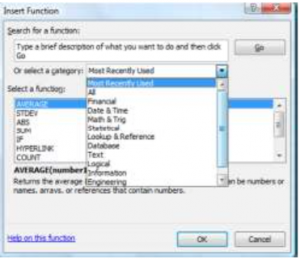 Insert Function
Search for a function:
Type a brief description of what you want to do and then click
Go
Go
Or select a category: Most Recently Used
Most Recently Used
All
Financial
Date & Time
Math & Trig
Statistical
Lookup & Reference
Database
Text
Logical
Information
Engineering
Select a function:
AVERAGE
STDEV
ABS
SUM
IF
HYPERLINK
COUNT
AVERAGE(number1
Returns the average
an be numbers or
names, arrays, or references that contain numbers.
Help on this function
OK
Cancel